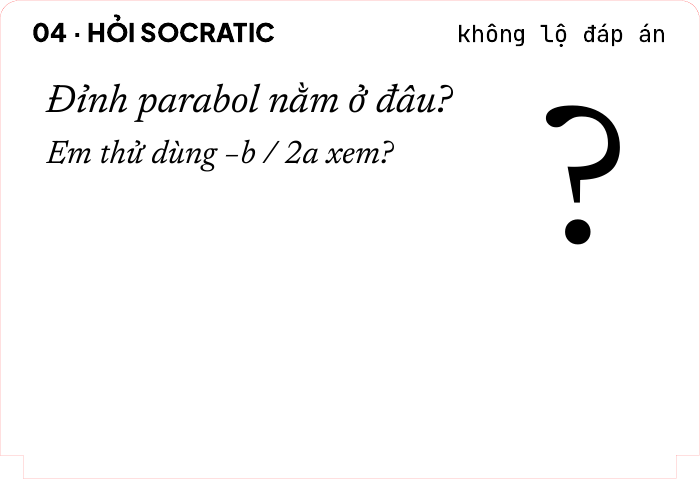 04 · HỎI SOCRATIC
không lộ đáp án
Đỉnh parabol nằm ở đâu?
Em thử dùng –b / 2a xem?
?